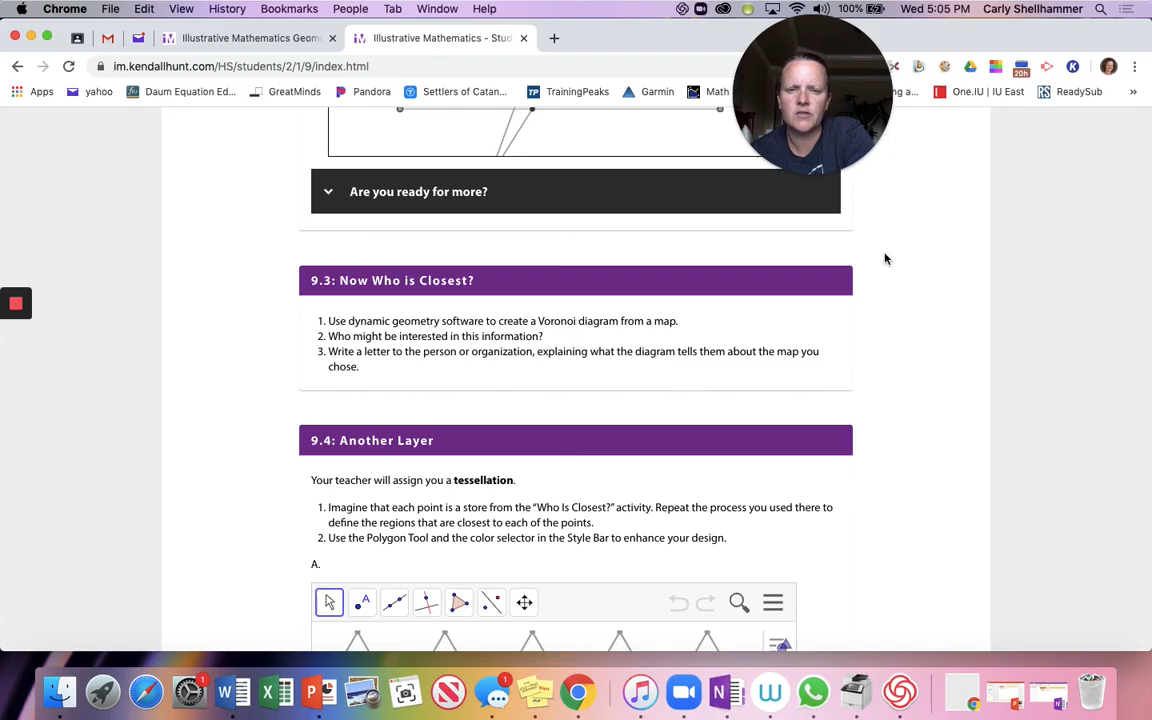 Chrome File Edit View History Bookmarks People Tab Window Help 100% Wed 5:05 PM Carly Shellhammer
Illustrative Mathematics Geom
Illustrative Mathematics - Stud
im.kendallhunt.com/HS/students/2/1/9/index.html
20h
Apps yahoo Daum Equation Ed... GreatMinds Pandora Settlers of Catan... TrainingPeaks Garmin Math One.IU | IU East ReadySub
Are you ready for more?
9.3: Now Who is Closest?
1. Use dynamic geometry software to create a Voronoi diagram from a map.
2. Who might be interested in this information?
3. Write a letter to the person or organization, explaining what the diagram tells them about the map you
chose.
9.4: Another Layer
Your teacher will assign you a tessellation.
1. Imagine that each point is a store from the “Who Is Closest?” activity. Repeat the process you used there to
define the regions that are closest to each of the points.
2. Use the Polygon Tool and the color selector in the Style Bar to enhance your design.
A.